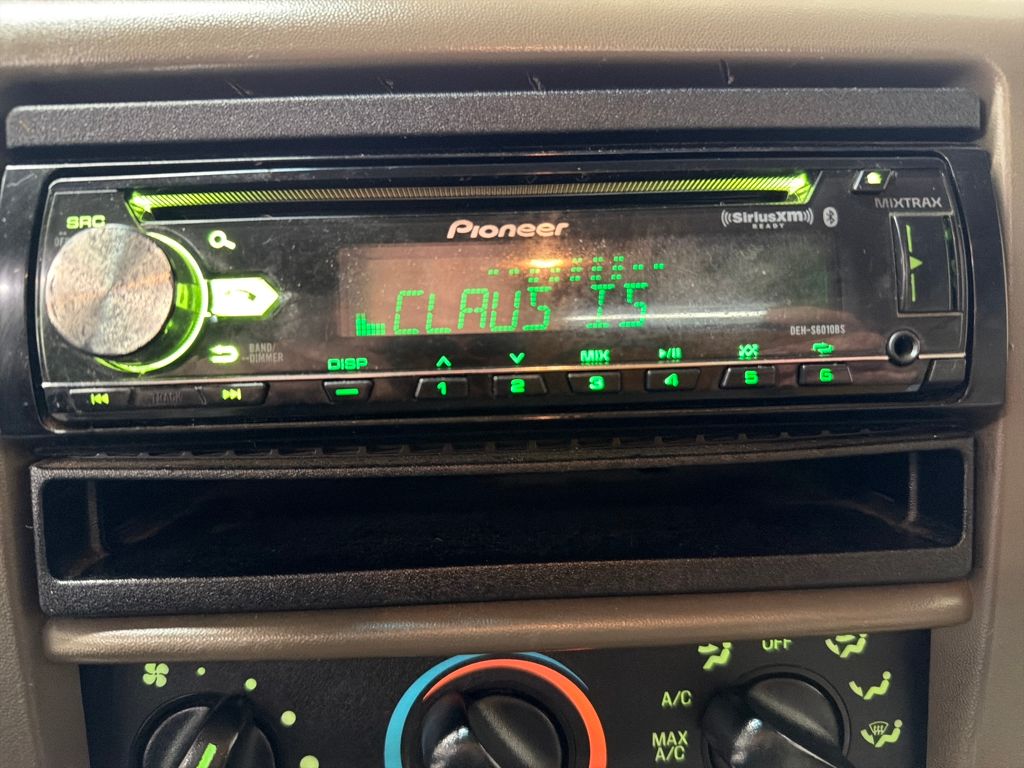 SRC
Pioneer
((SiriusXM))
READY
MIXTRAX
CLAUS IS
DEH-S6010BS
BAND/
DIMMER
DISP
MIX
1
2
3
4
5
6
TRACK
OFF
A/C
MAX
A/C